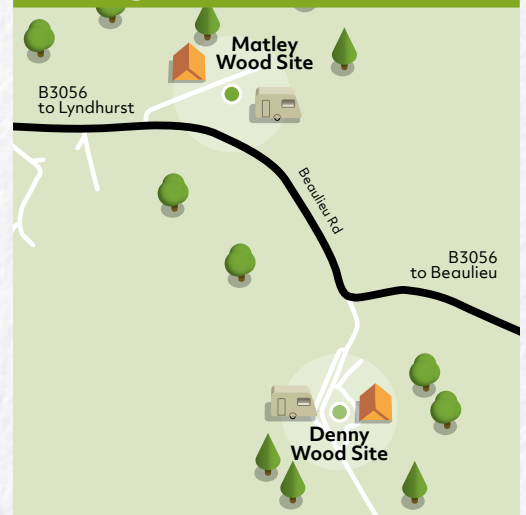 Matley
Wood Site
B3056
to Lyndhurst
Beaulieu Rd
B3056
to Beaulieu
Denny
Wood Site